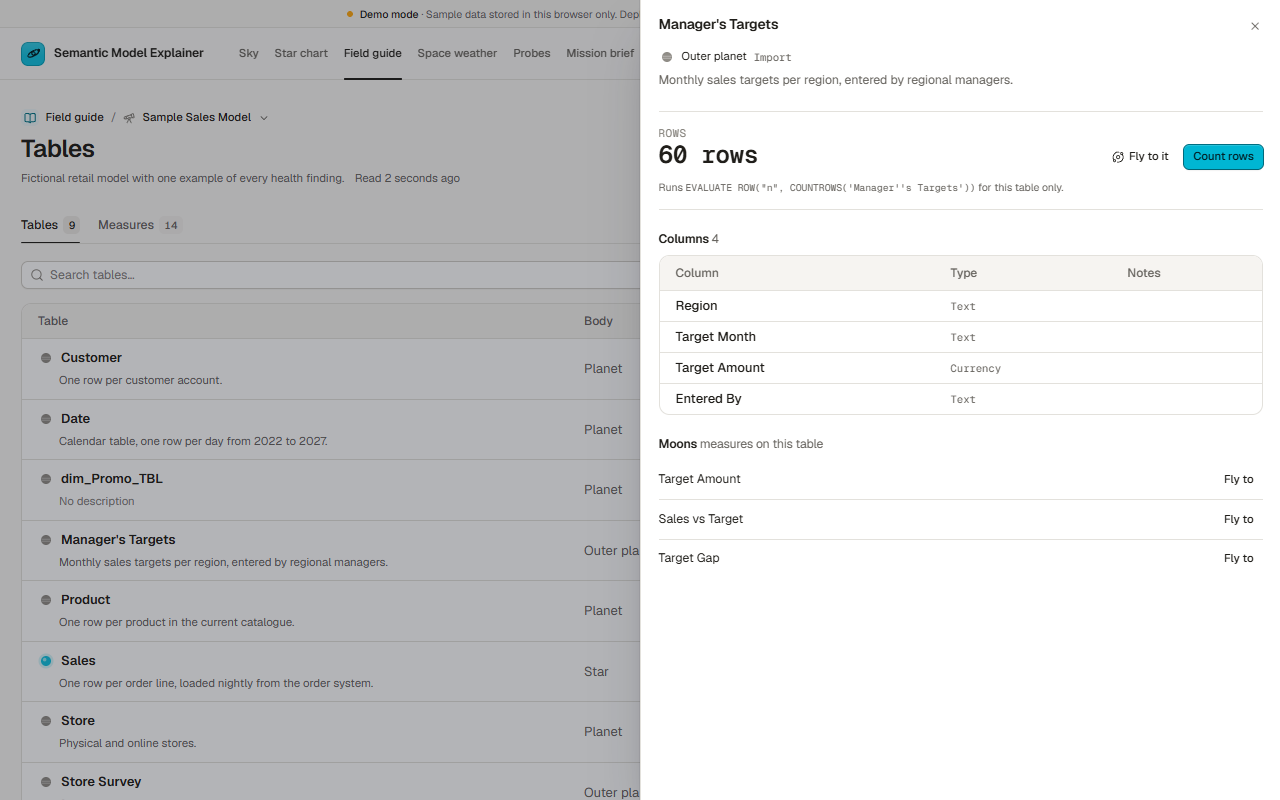 Demo mode · Sample data stored in this browser only. Dep
Semantic Model Explainer
Sky
Star chart
Field guide
Space weather
Probes
Mission brief
Field guide / Sample Sales Model
Tables
Fictional retail model with one example of every health finding. Read 2 seconds ago
Tables 9
Measures 14
Search tables…
Table Body
Customer
One row per customer account.
Planet
Date
Calendar table, one row per day from 2022 to 2027.
Planet
dim_Promo_TBL
No description
Planet
Manager's Targets
Monthly sales targets per region, entered by regional managers.
Outer pla
Product
One row per product in the current catalogue.
Planet
Sales
One row per order line, loaded nightly from the order system.
Star
Store
Physical and online stores.
Planet
Store Survey
Outer pla
Manager's Targets
Outer planet Import
Monthly sales targets per region, entered by regional managers.
ROWS
60 rows
Fly to it
Count rows
Runs EVALUATE ROW("n", COUNTROWS('Manager''s Targets')) for this table only.
Columns 4
Column Type Notes
Region Text
Target Month Text
Target Amount Currency
Entered By Text
Moons measures on this table
Target Amount Fly to
Sales vs Target Fly to
Target Gap Fly to